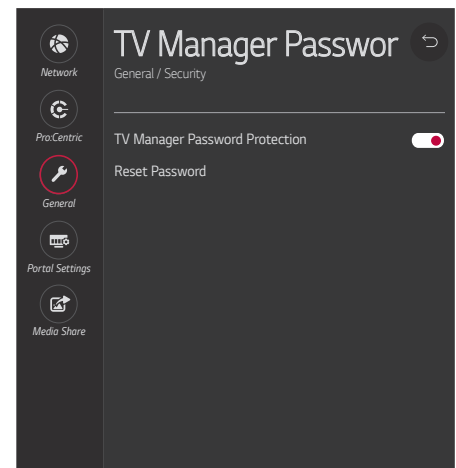 TV Manager Passwor
General / Security
Network
Pro:Centric
General
Portal Settings
Media Share
TV Manager Password Protection
Reset Password